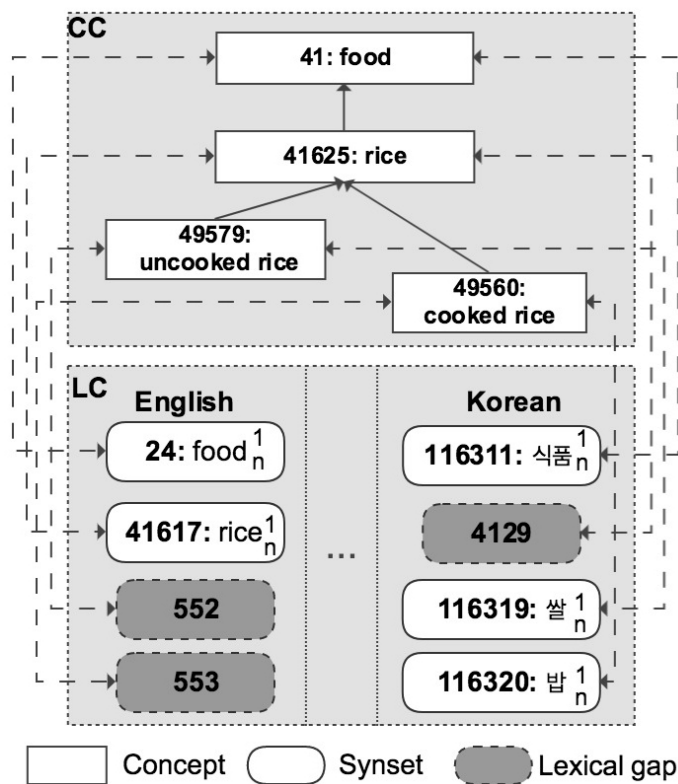 CC
41: food
41625: rice
49579:
uncooked rice
49560:
cooked rice
LC
English
Korean
24: food 1 n
116311: 식품 1 n
41617: rice 1 n
4129
...
552
116319: 쌀 1 n
553
116320: 밥 1 n
Concept
Synset
Lexical gap